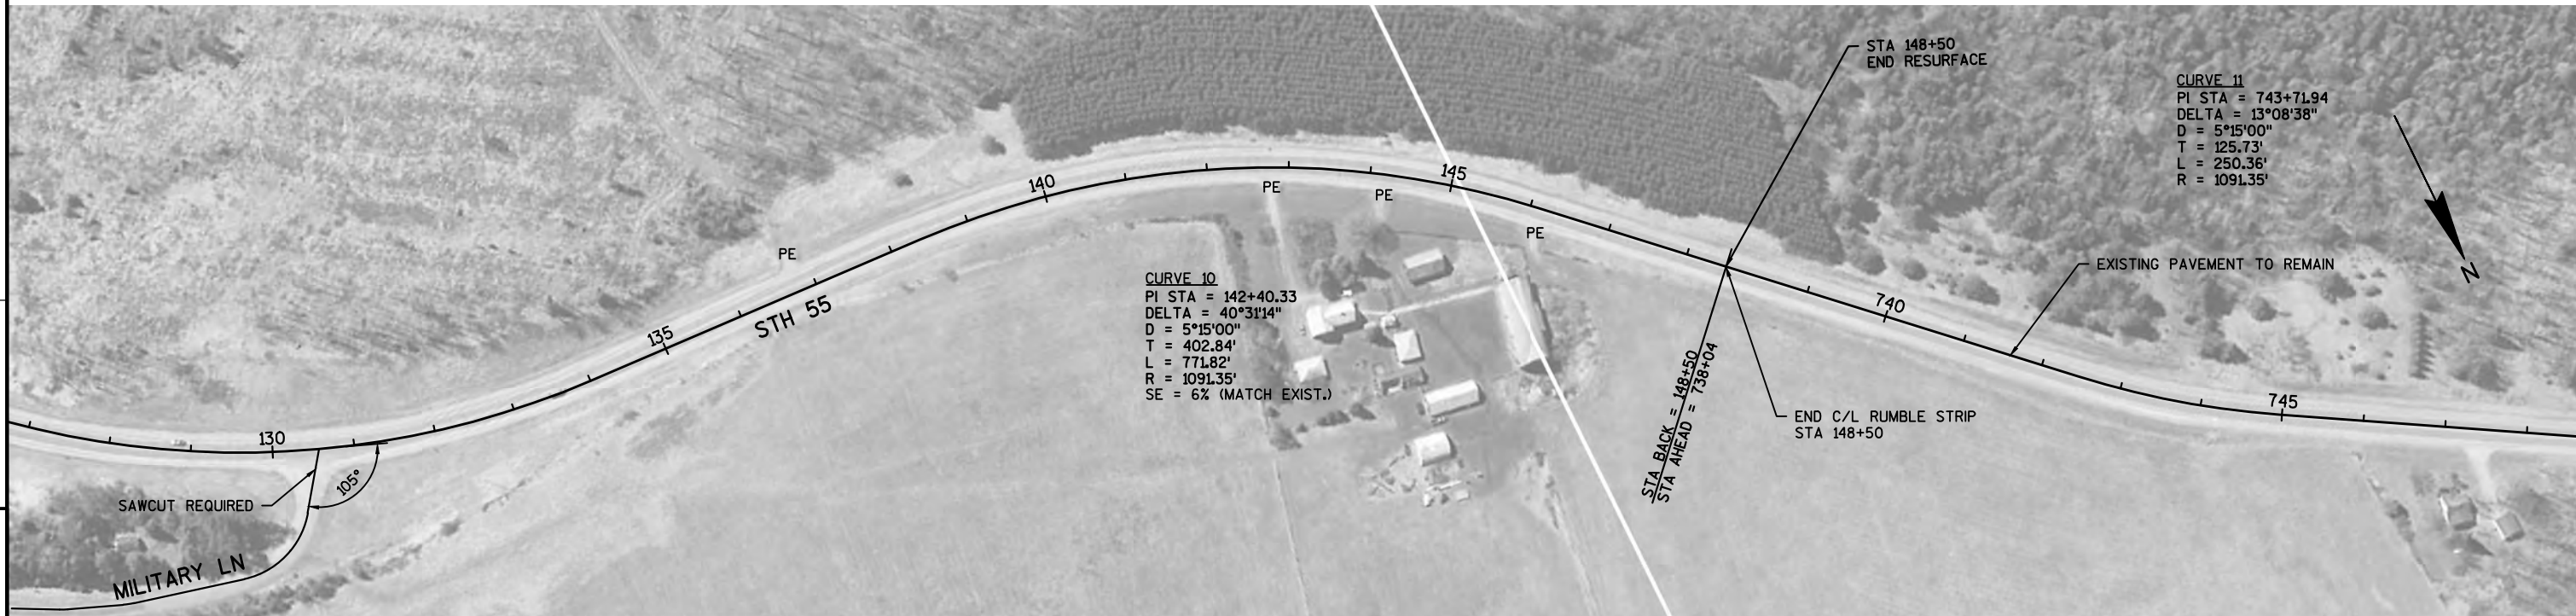 STA 148+50
END RESURFACE
CURVE 11
PI STA = 743+71.94
DELTA = 13°08'38"
D = 5°15'00"
T = 125.73'
L = 250.36'
R = 1091.35'
145
140
PE
PE
PE
PE
N
EXISTING PAVEMENT TO REMAIN
CURVE 10
PI STA = 142+40.33
DELTA = 40°31'14"
D = 5°15'00"
T = 402.84'
L = 771.82'
R = 1091.35'
SE = 6% (MATCH EXIST.)
740
STH 55
135
STA BACK = 148+50
STA AHEAD = 738+04
745
END C/L RUMBLE STRIP
STA 148+50
130
105°
SAWCUT REQUIRED
MILITARY LN